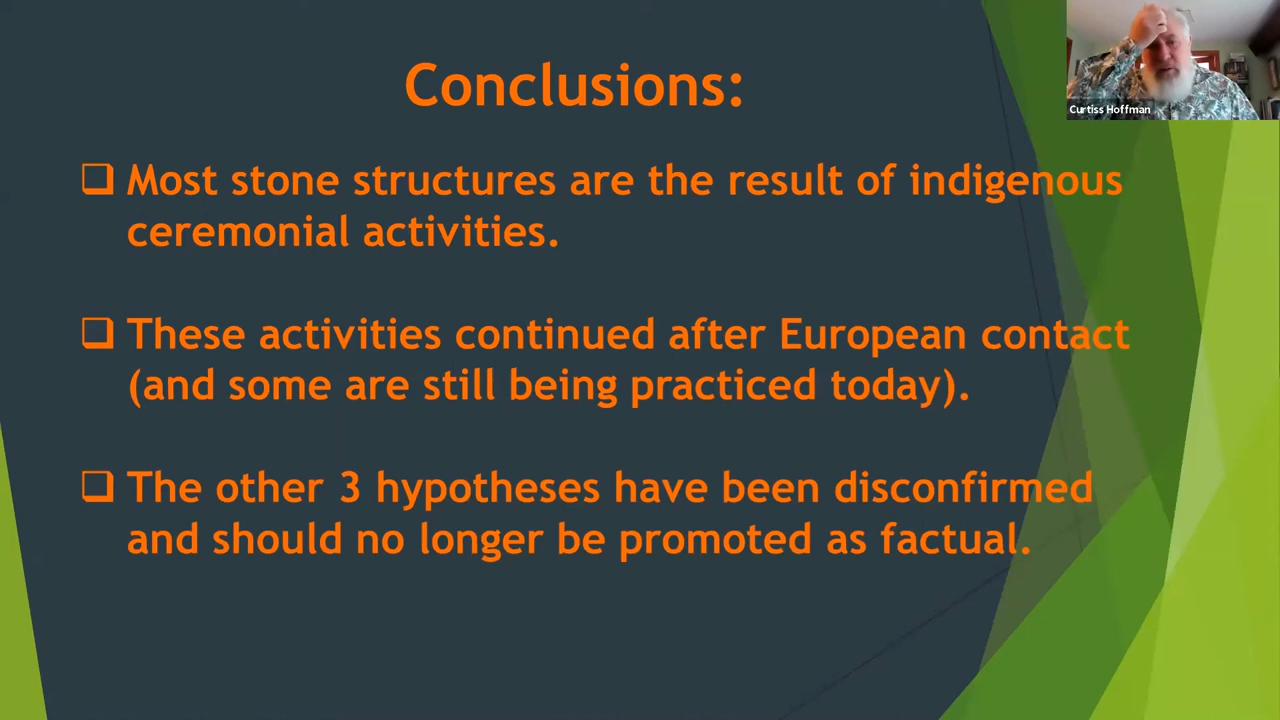 Conclusions:
Curtiss Hoffman
Most stone structures are the result of indigenous
ceremonial activities.
These activities continued after European contact
(and some are still being practiced today).
The other 3 hypotheses have been disconfirmed
and should no longer be promoted as factual.